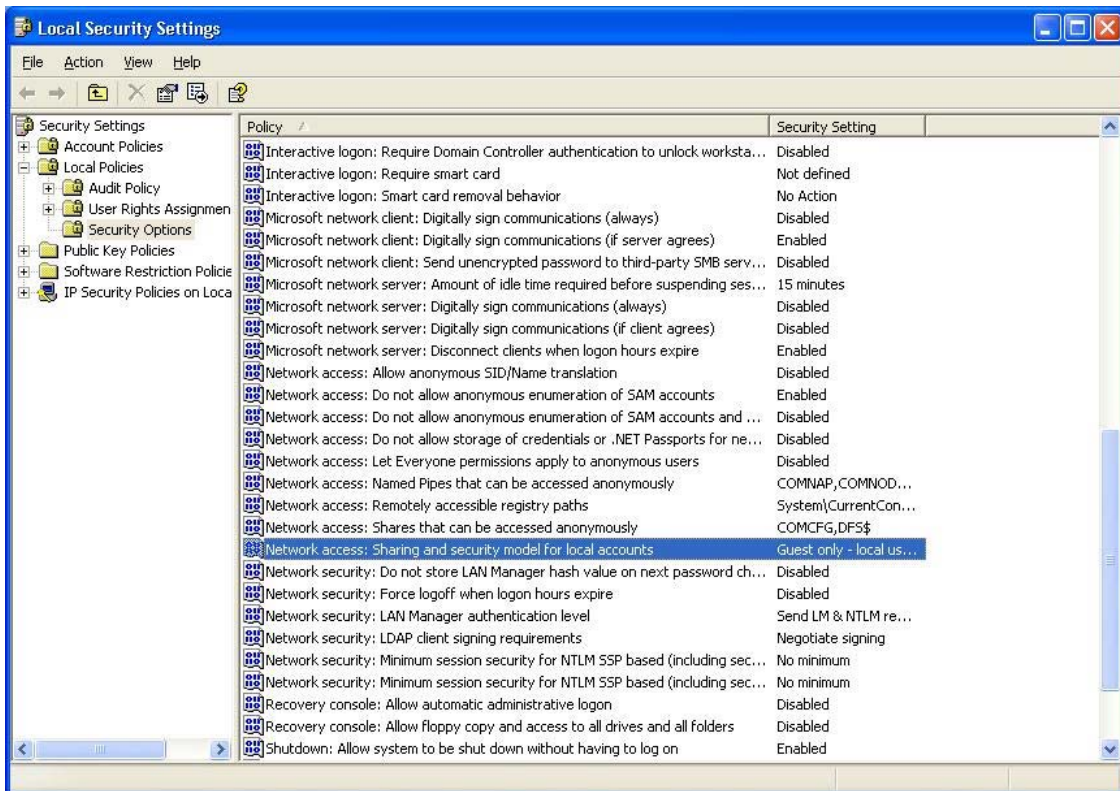 Local Security Settings
File Action View Help
Security Settings
Account Policies
Local Policies
Audit Policy
User Rights Assignmen
Security Options
Public Key Policies
Software Restriction Policie
IP Security Policies on Loca
Policy Security Setting
Interactive logon: Require Domain Controller authentication to unlock worksta... Disabled
Interactive logon: Require smart card Not defined
Interactive logon: Smart card removal behavior No Action
Microsoft network client: Digitally sign communications (always) Disabled
Microsoft network client: Digitally sign communications (if server agrees) Enabled
Microsoft network client: Send unencrypted password to third-party SMB serv... Disabled
Microsoft network server: Amount of idle time required before suspending ses... 15 minutes
Microsoft network server: Digitally sign communications (always) Disabled
Microsoft network server: Digitally sign communications (if client agrees) Disabled
Microsoft network server: Disconnect clients when logon hours expire Enabled
Network access: Allow anonymous SID/Name translation Disabled
Network access: Do not allow anonymous enumeration of SAM accounts Enabled
Network access: Do not allow anonymous enumeration of SAM accounts and ... Disabled
Network access: Do not allow storage of credentials or .NET Passports for ne... Disabled
Network access: Let Everyone permissions apply to anonymous users Disabled
Network access: Named Pipes that can be accessed anonymously COMNAP,COMNOD...
Network access: Remotely accessible registry paths System\CurrentCon...
Network access: Shares that can be accessed anonymously COMCFG,DFS$
Network access: Sharing and security model for local accounts Guest only - local us...
Network security: Do not store LAN Manager hash value on next password ch... Disabled
Network security: Force logoff when logon hours expire Disabled
Network security: LAN Manager authentication level Send LM & NTLM re...
Network security: LDAP client signing requirements Negotiate signing
Network security: Minimum session security for NTLM SSP based (including sec... No minimum
Network security: Minimum session security for NTLM SSP based (including sec... No minimum
Recovery console: Allow automatic administrative logon Disabled
Recovery console: Allow floppy copy and access to all drives and all folders Disabled
Shutdown: Allow system to be shut down without having to log on Enabled